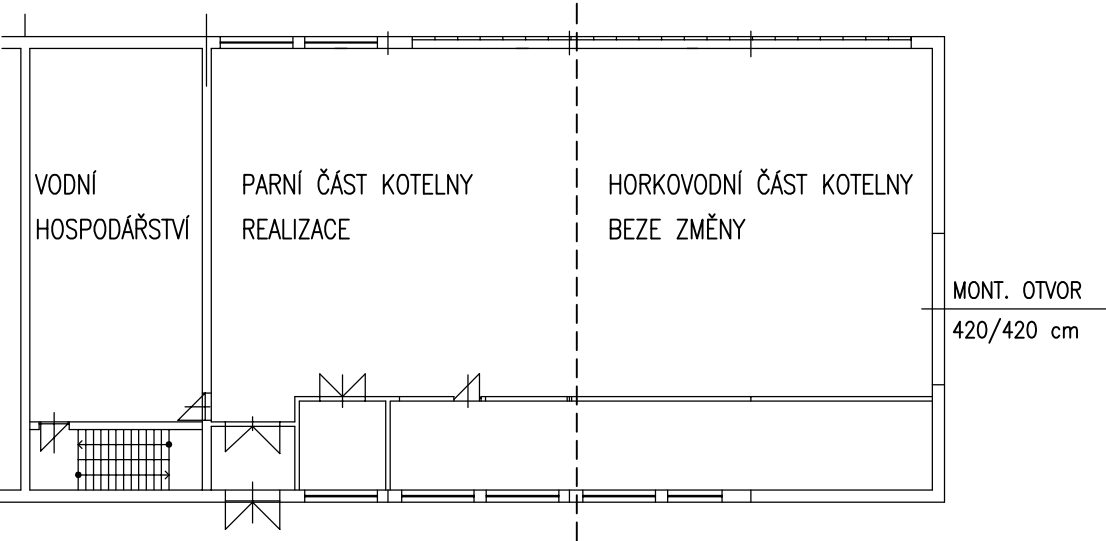 VODNÍ
HOSPODÁŘSTVÍ
PARNÍ ČÁST KOTELNY
REALIZACE
HORKOVODNÍ ČÁST KOTELNY
BEZE ZMĚNY
MONT. OTVOR
420/420 cm